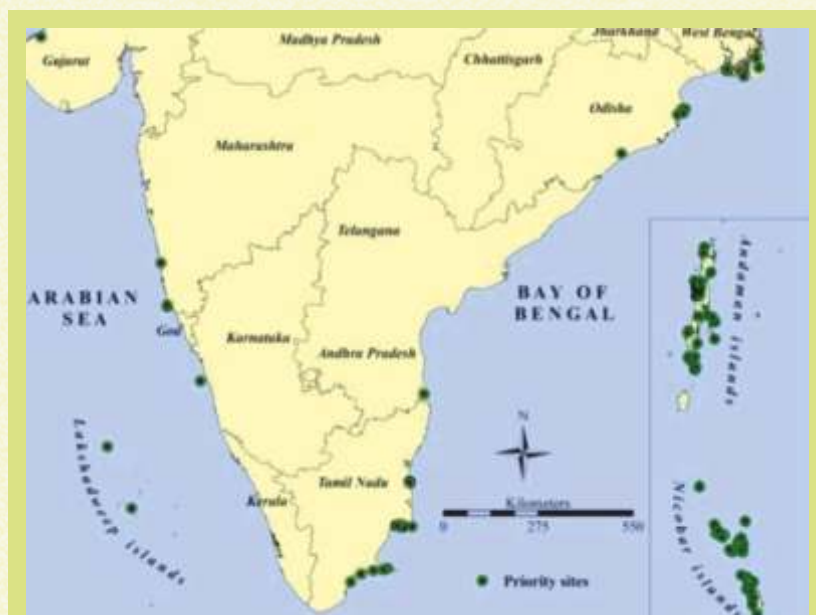 Madhya Pradesh
Jharkhand
West Bengal
Gujarat
Chhattisgarh
Odisha
Maharashtra
Telangana
ARABIAN
SEA
BAY OF
BENGAL
Andaman islands
Goa
Karnataka
Andhra Pradesh
N
Lakshadweep islands
Kerala
Tamil Nadu
Kilometers
0 275 550
Nicobar islands
Priority sites